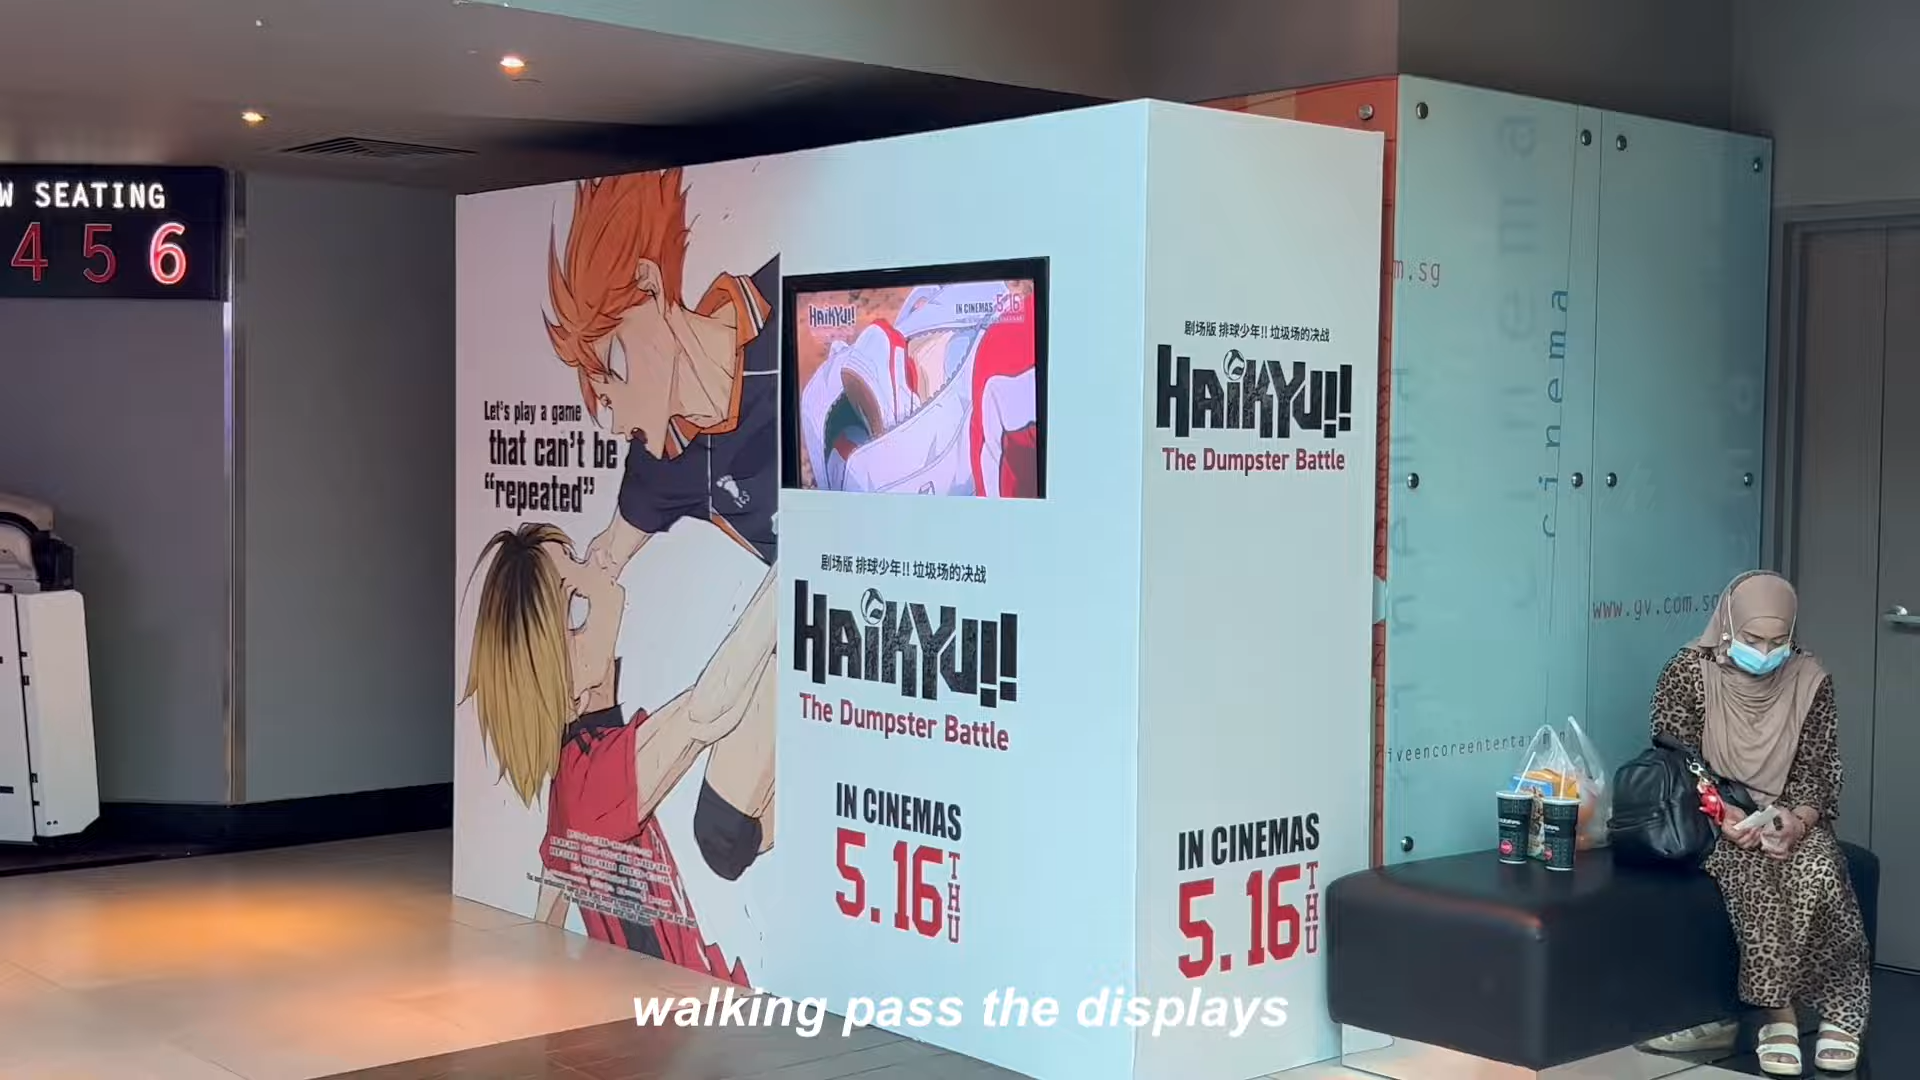 W SEATING
4 5 6
Let's play a game
that can't be
"repeated"
HAIKYU!!
IN CINEMAS 5.16
剧场版 排球少年!! 垃圾场的决战
HAIKYU!!
The Dumpster Battle
IN CINEMAS
5.16 THU
剧场版 排球少年!! 垃圾场的决战
HAIKYU!!
The Dumpster Battle
IN CINEMAS
5.16 THU
m.sg
cinema
www.gv.com.sg
walking pass the displays